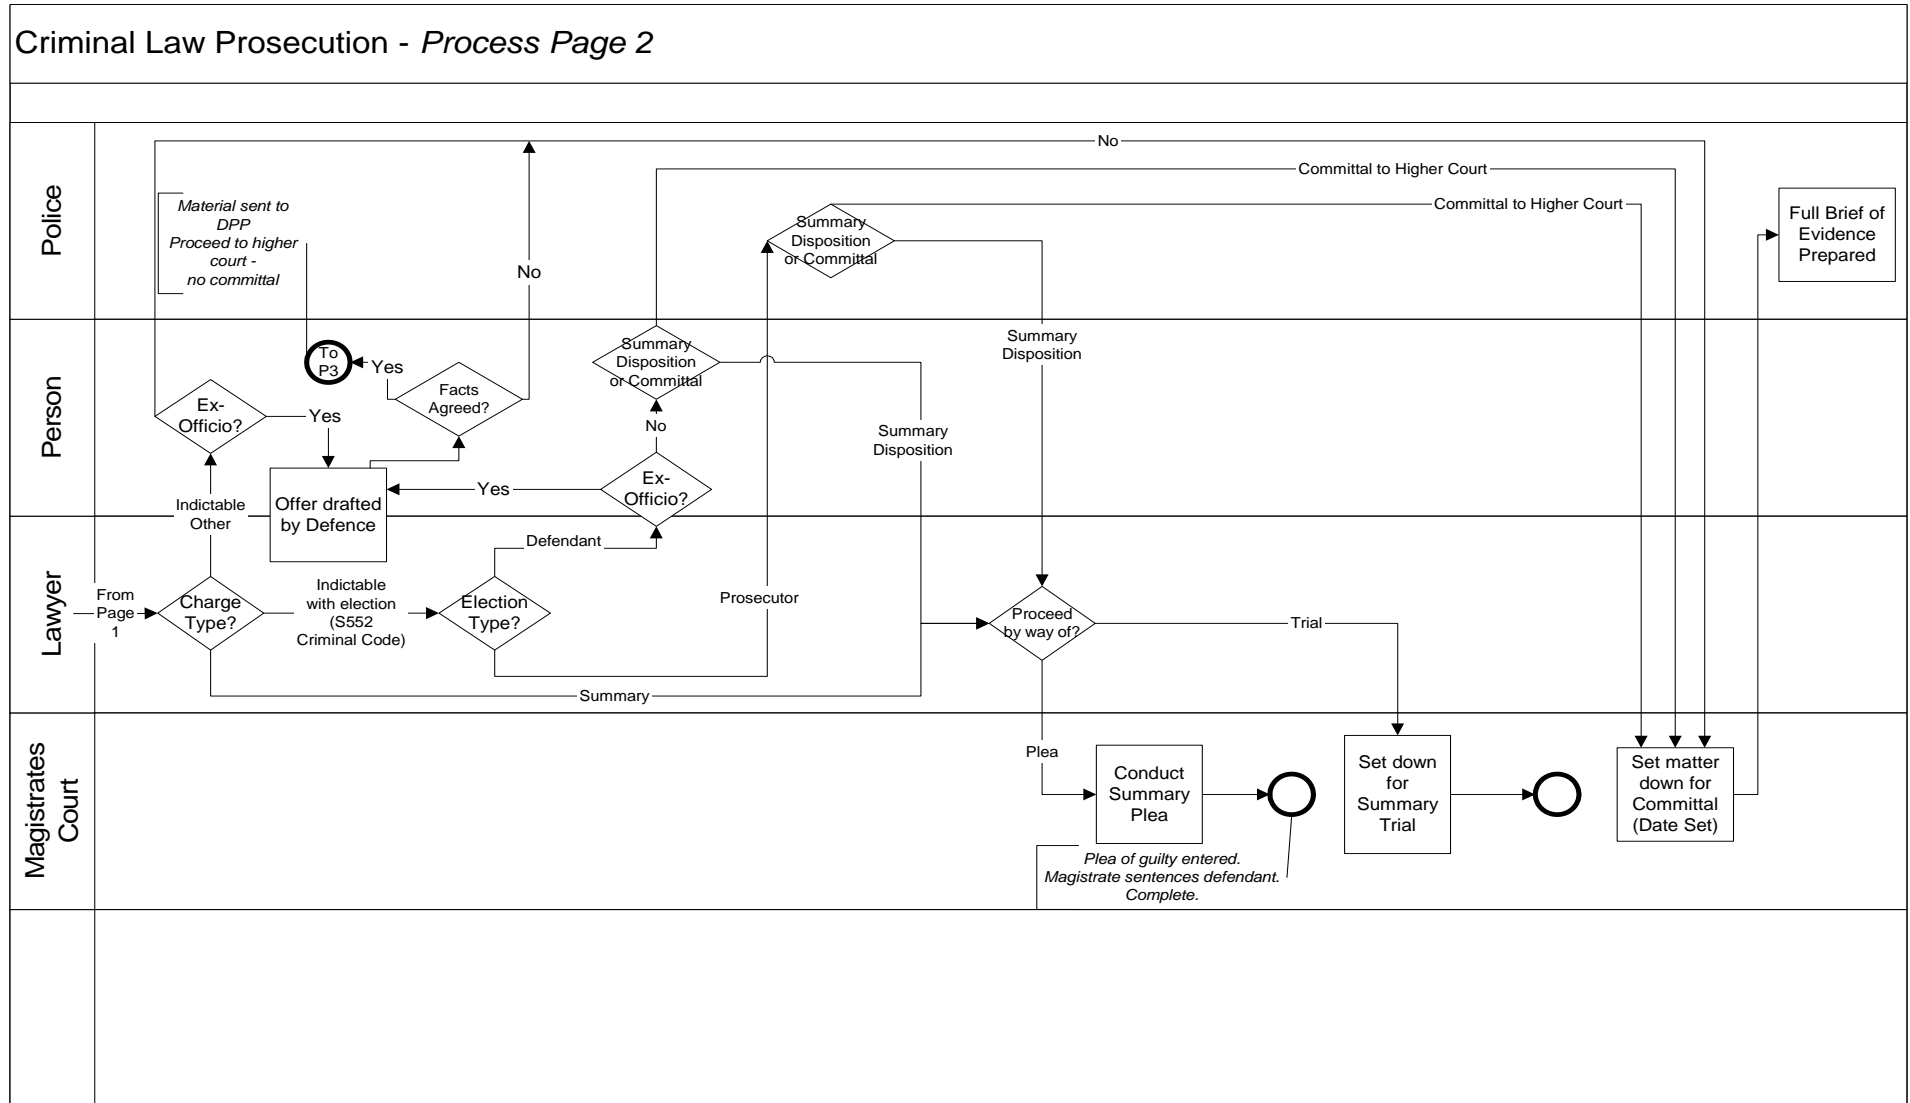 Criminal Law Prosecution - Process Page 2
Police
No
Committal to Higher Court
Committal to Higher Court
Material sent to
DPP
Proceed to higher
court -
no committal
No
Summary
Disposition
or Committal
Full Brief of
Evidence
Prepared
Person
To
P3
Yes
Facts
Agreed?
Summary
Disposition
or Committal
Summary
Disposition
Ex-
Officio?
Yes
No
Summary
Disposition
Indictable
Other
Offer drafted
by Defence
Yes
Ex-
Officio?
Lawyer
From
Page
1
Charge
Type?
Indictable
with election
(S552
Criminal Code)
Defendant
Election
Type?
Prosecutor
Proceed
by way of?
Trial
Summary
Magistrates
Court
Plea
Conduct
Summary
Plea
Set down
for
Summary
Trial
Set matter
down for
Committal
(Date Set)
Plea of guilty entered.
Magistrate sentences defendant.
Complete.